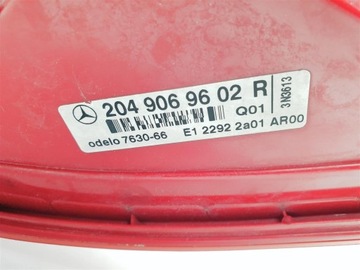 204 906 96 02 R
Q01
odelo 7630-66 E1 2292 2a01 AR00
3N3613